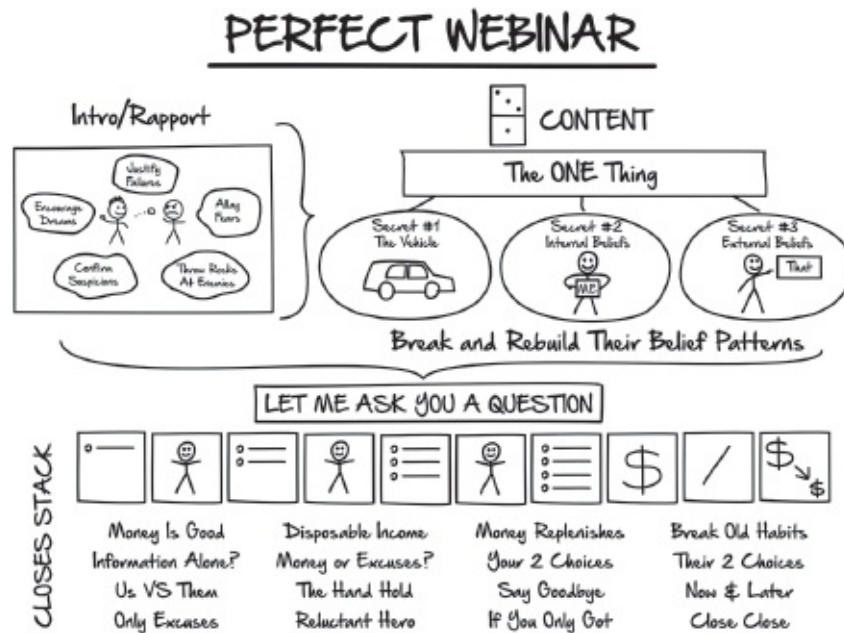 PERFECT WEBINAR
Intro/Rapport
Justify
Failures
Encourage
Dreams
Allay
Fears
Confirm
Suspicions
Throw Rocks
At Enemies
CONTENT
The ONE Thing
Secret #1
The Vehicle
Secret #2
Internal Beliefs
ME
Secret #3
External Beliefs
That
Break and Rebuild Their Belief Patterns
LET ME ASK YOU A QUESTION
CLOSES STACK
$
/
$ $
Money Is Good
Information Alone?
Us VS Them
Only Excuses
Disposable Income
Money or Excuses?
The Hand Hold
Reluctant Hero
Money Replenishes
Your 2 Choices
Say Goodbye
If You Only Got
Break Old Habits
Their 2 Choices
Now & Later
Close Close